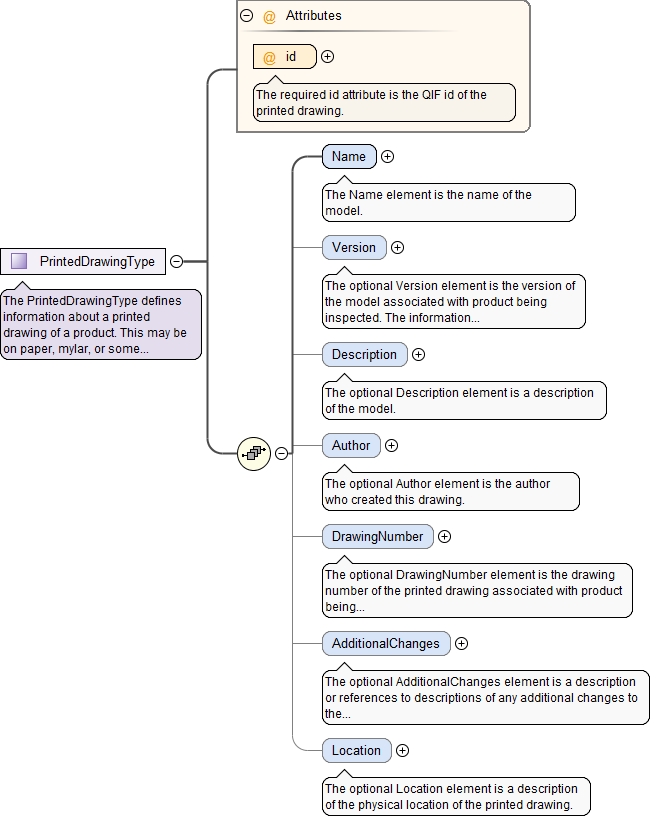 @ Attributes
@ id
The required id attribute is the QIF id of the
printed drawing.
Name
The Name element is the name of the
model.
Version
The optional Version element is the version of
the model associated with product being
inspected. The information...
PrintedDrawingType
The PrintedDrawingType defines
information about a printed
drawing of a product. This may be
on paper, mylar, or some...
Description
The optional Description element is a description
of the model.
Author
The optional Author element is the author
who created this drawing.
DrawingNumber
The optional DrawingNumber element is the drawing
number of the printed drawing associated with product
being...
AdditionalChanges
The optional AdditionalChanges element is a description
or references to descriptions of any additional changes to
the...
Location
The optional Location element is a description
of the physical location of the printed drawing.